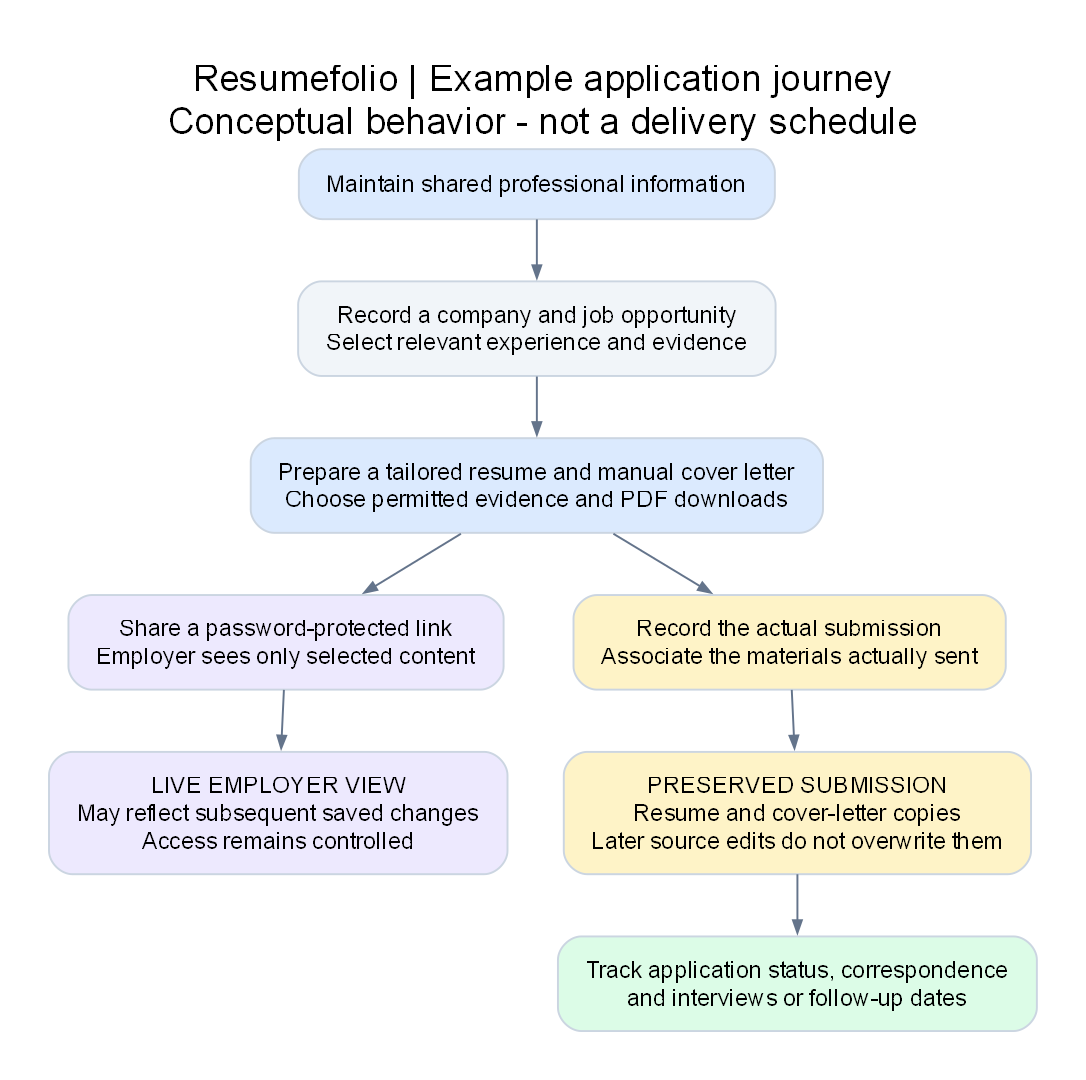 Resumefolio | Example application journey
Conceptual behavior - not a delivery schedule
Maintain shared professional information
Record a company and job opportunity
Select relevant experience and evidence
Prepare a tailored resume and manual cover letter
Choose permitted evidence and PDF downloads
Share a password-protected link
Employer sees only selected content
Record the actual submission
Associate the materials actually sent
LIVE EMPLOYER VIEW
May reflect subsequent saved changes
Access remains controlled
PRESERVED SUBMISSION
Resume and cover-letter copies
Later source edits do not overwrite them
Track application status, correspondence
and interviews or follow-up dates